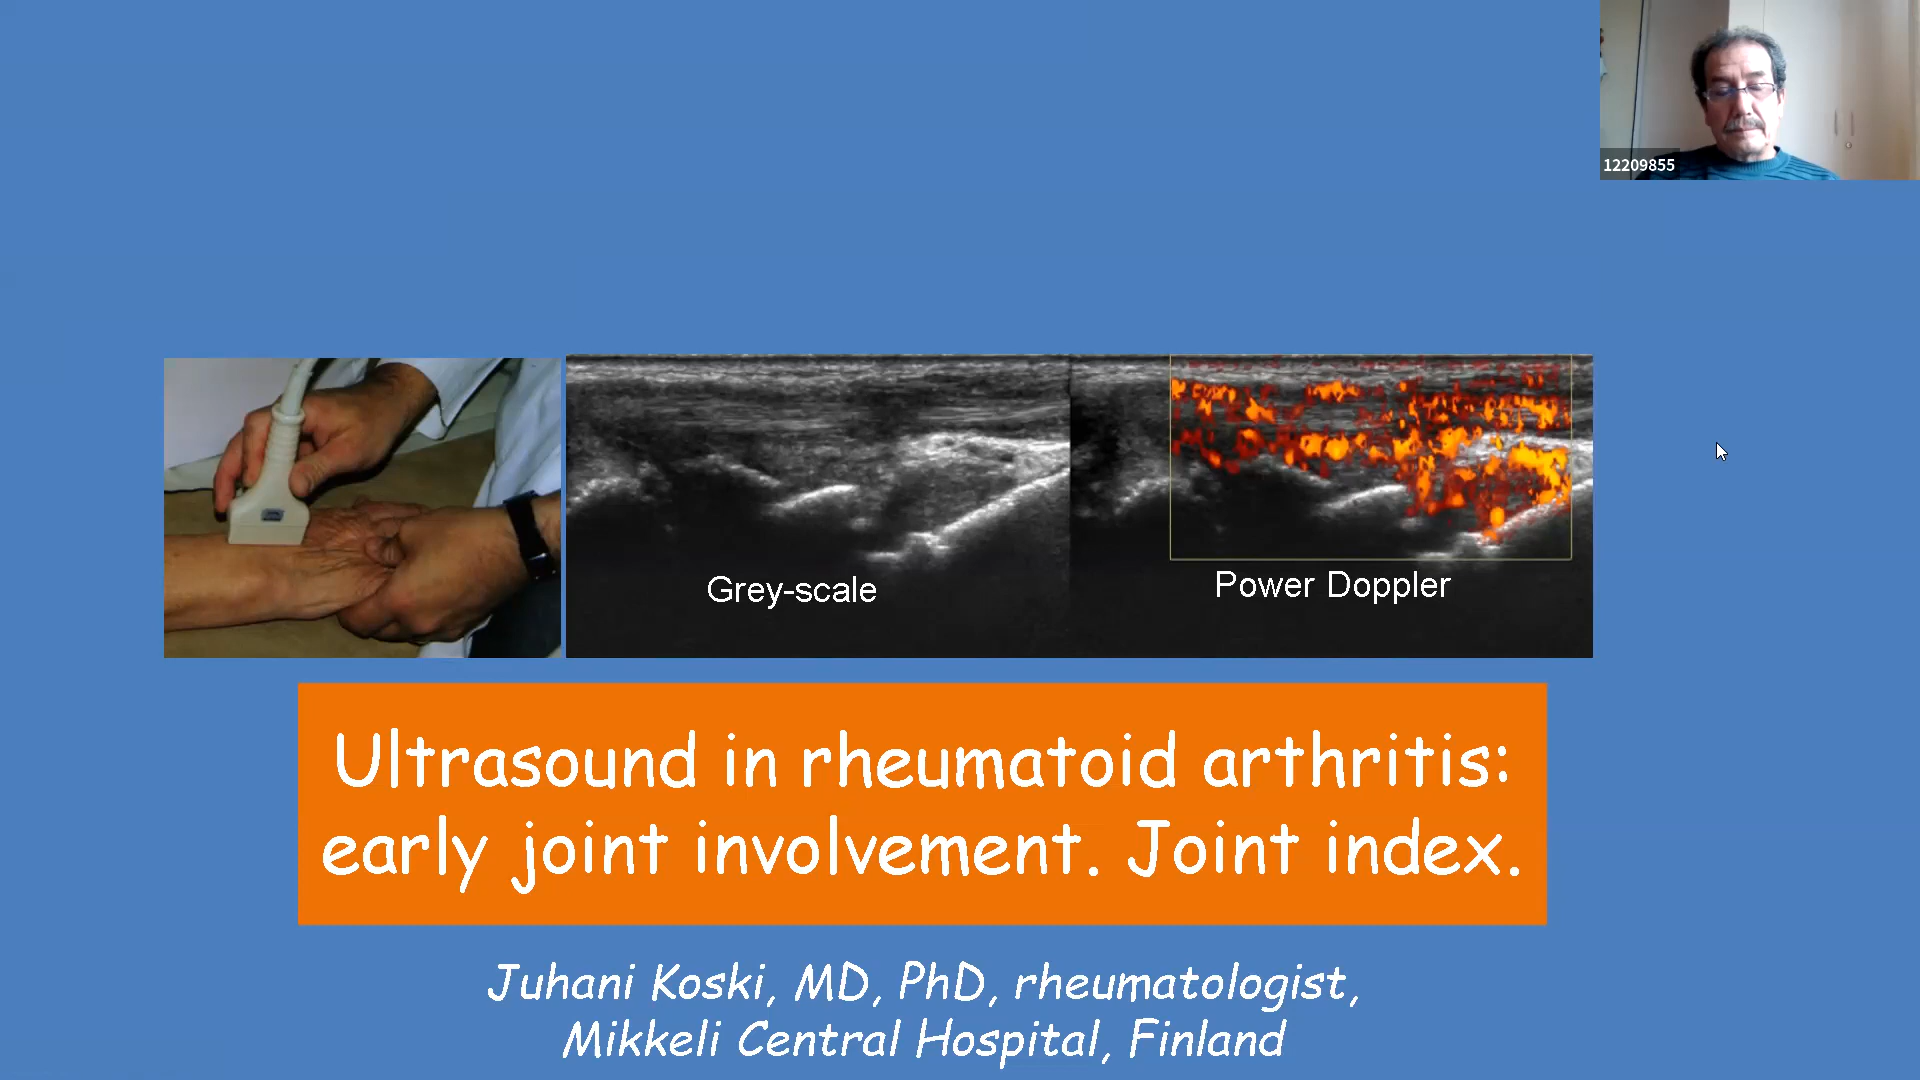 12209855
Grey-scale
Power Doppler
Ultrasound in rheumatoid arthritis:
early joint involvement. Joint index.
Juhani Koski, MD, PhD, rheumatologist,
Mikkeli Central Hospital, Finland